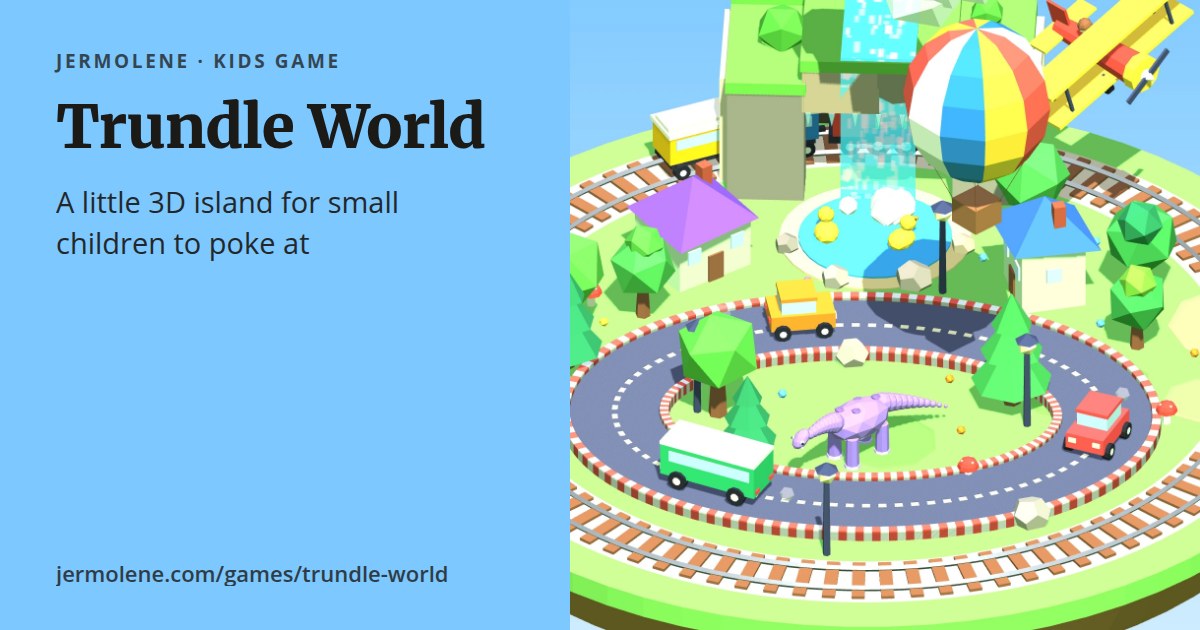 JERMOLENE · KIDS GAME
Trundle World
A little 3D island for small
children to poke at
jermolene.com/games/trundle-world